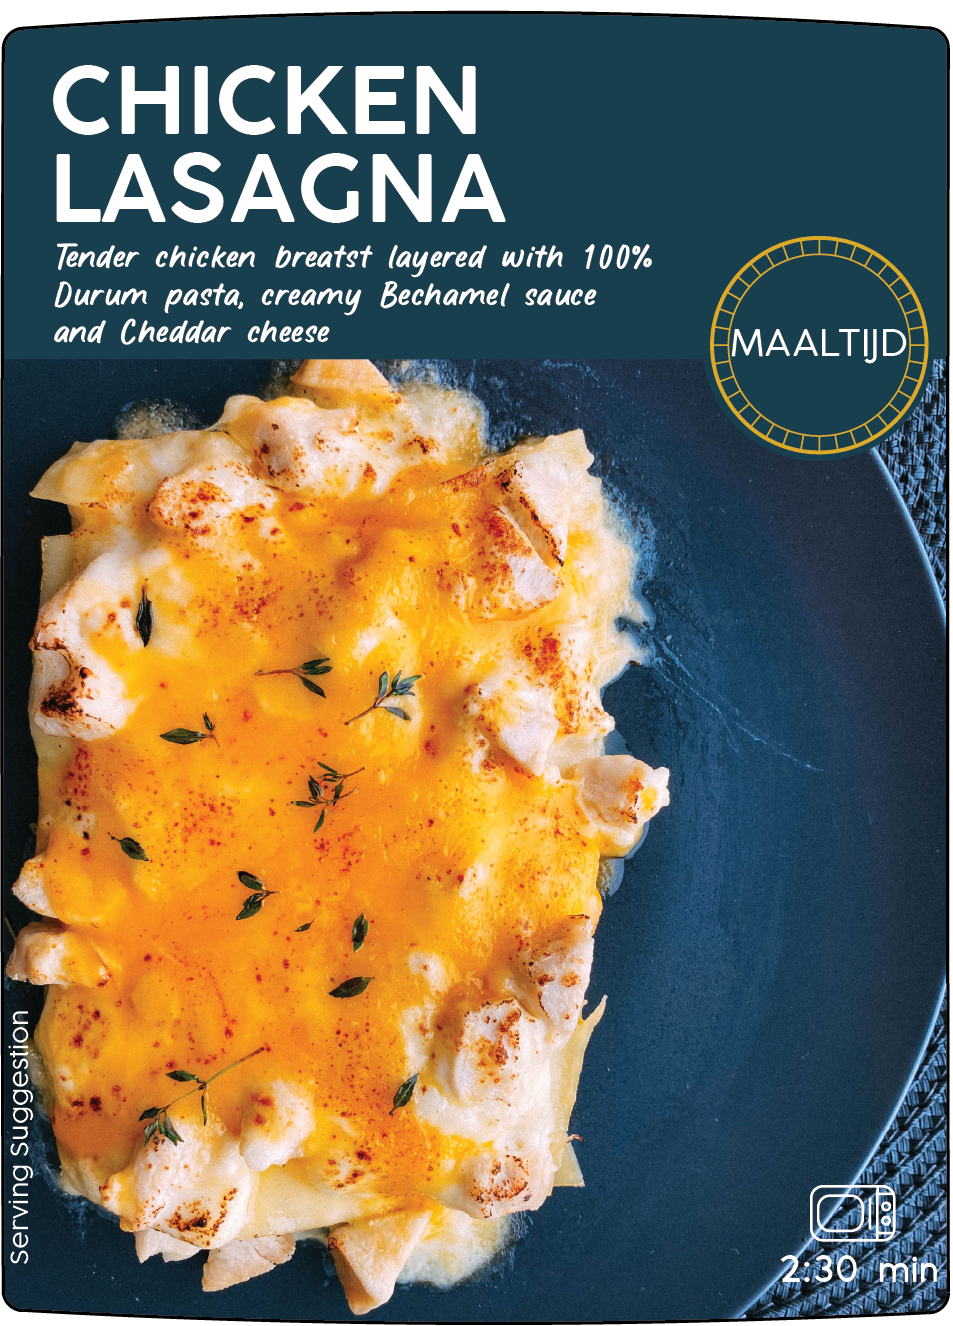 CHICKEN
LASAGNA
Tender chicken breatst layered with 100%
Durum pasta, creamy Bechamel sauce
and Cheddar cheese
MAALTIJD
Serving Suggestion
2:30 min